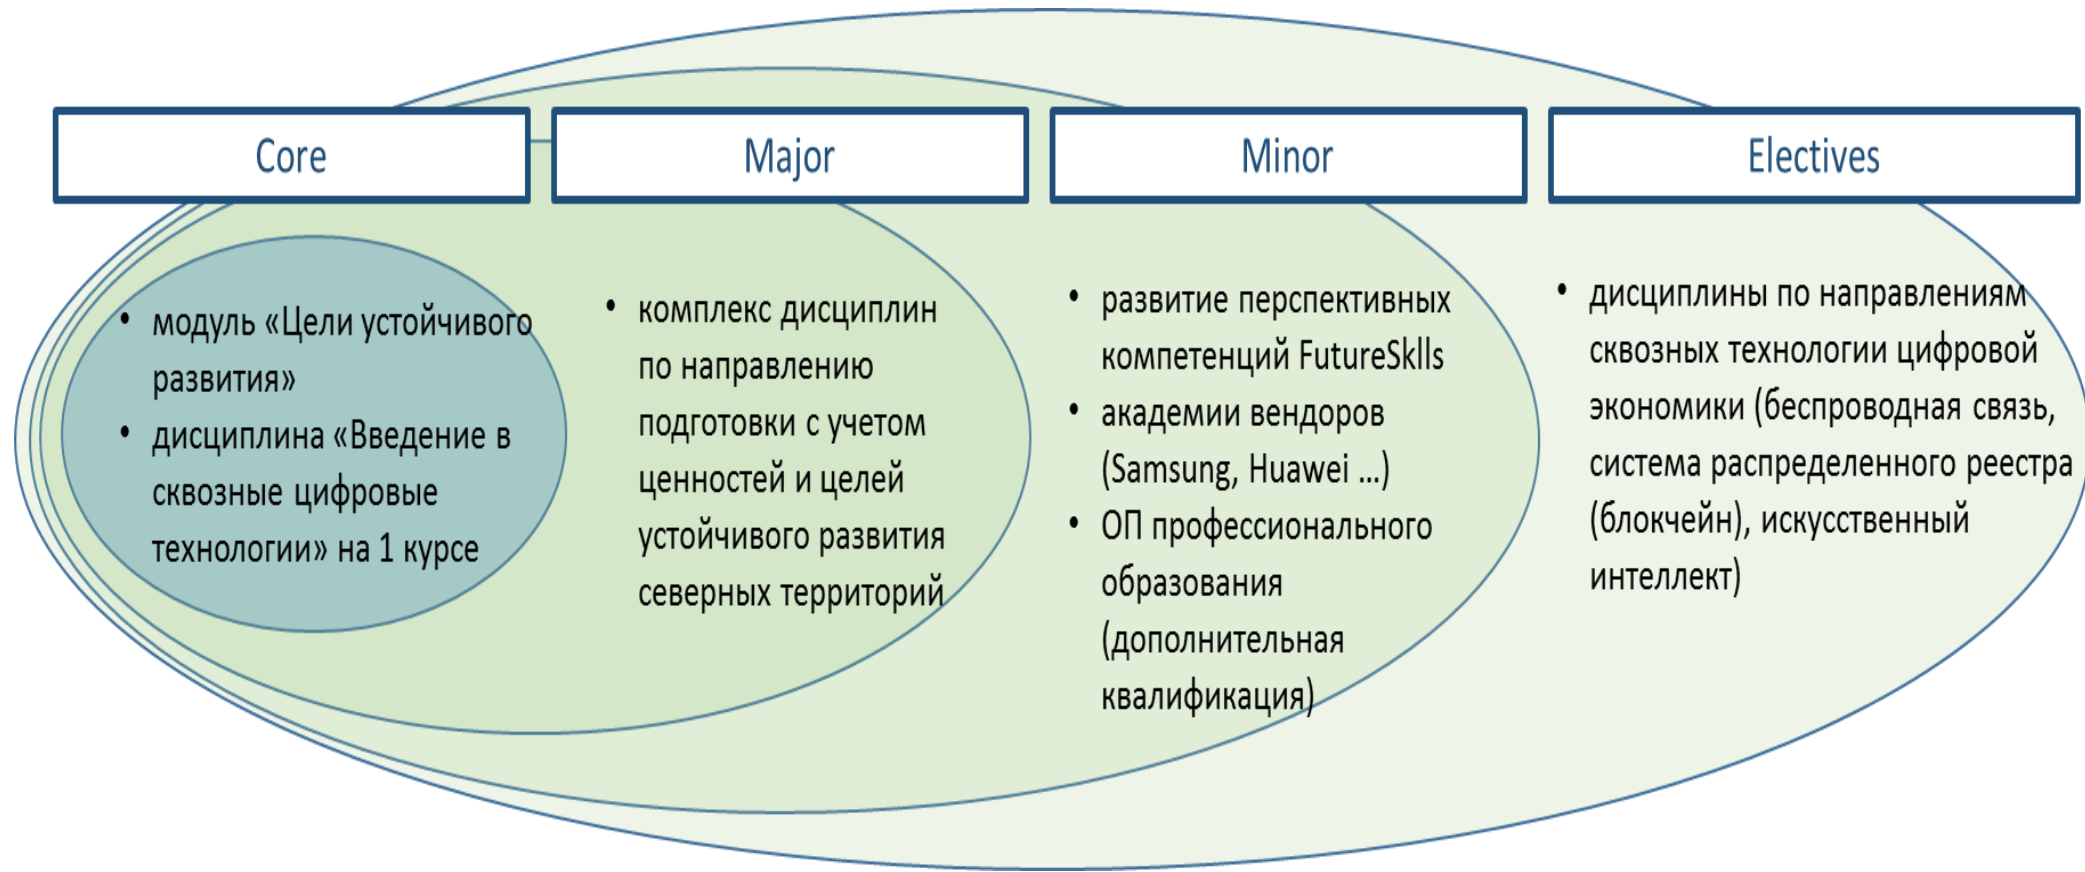 Core
Major
Minor
Electives
• модуль «Цели устойчивого
развития»
• дисциплина «Введение в
сквозные цифровые
технологии» на 1 курсе
• комплекс дисциплин
по направлению
подготовки с учетом
ценностей и целей
устойчивого развития
северных территорий
• развитие перспективных
компетенций FutureSklls
• академии вендоров
(Samsung, Huawei ...)
• ОП профессионального
образования
(дополнительная
квалификация)
• дисциплины по направлениям
сквозных технологии цифровой
экономики (беспроводная связь,
система распределенного реестра
(блокчейн), искусственный
интеллект)